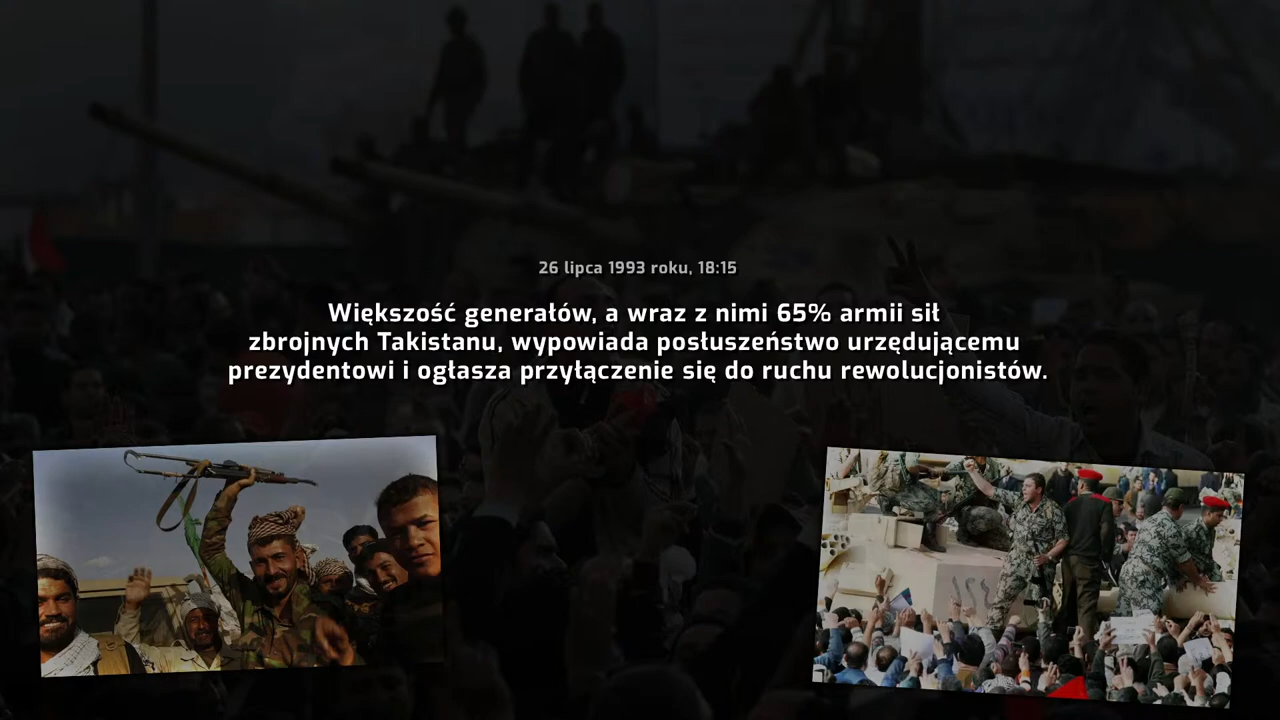 26 lipca 1993 roku, 18:15
Większość generałów, a wraz z nimi 65% armii sił
zbrojnych Takistanu, wypowiada posłuszeństwo urzędującemu
prezydentowi i ogłasza przyłączenie się do ruchu rewolucjonistów.